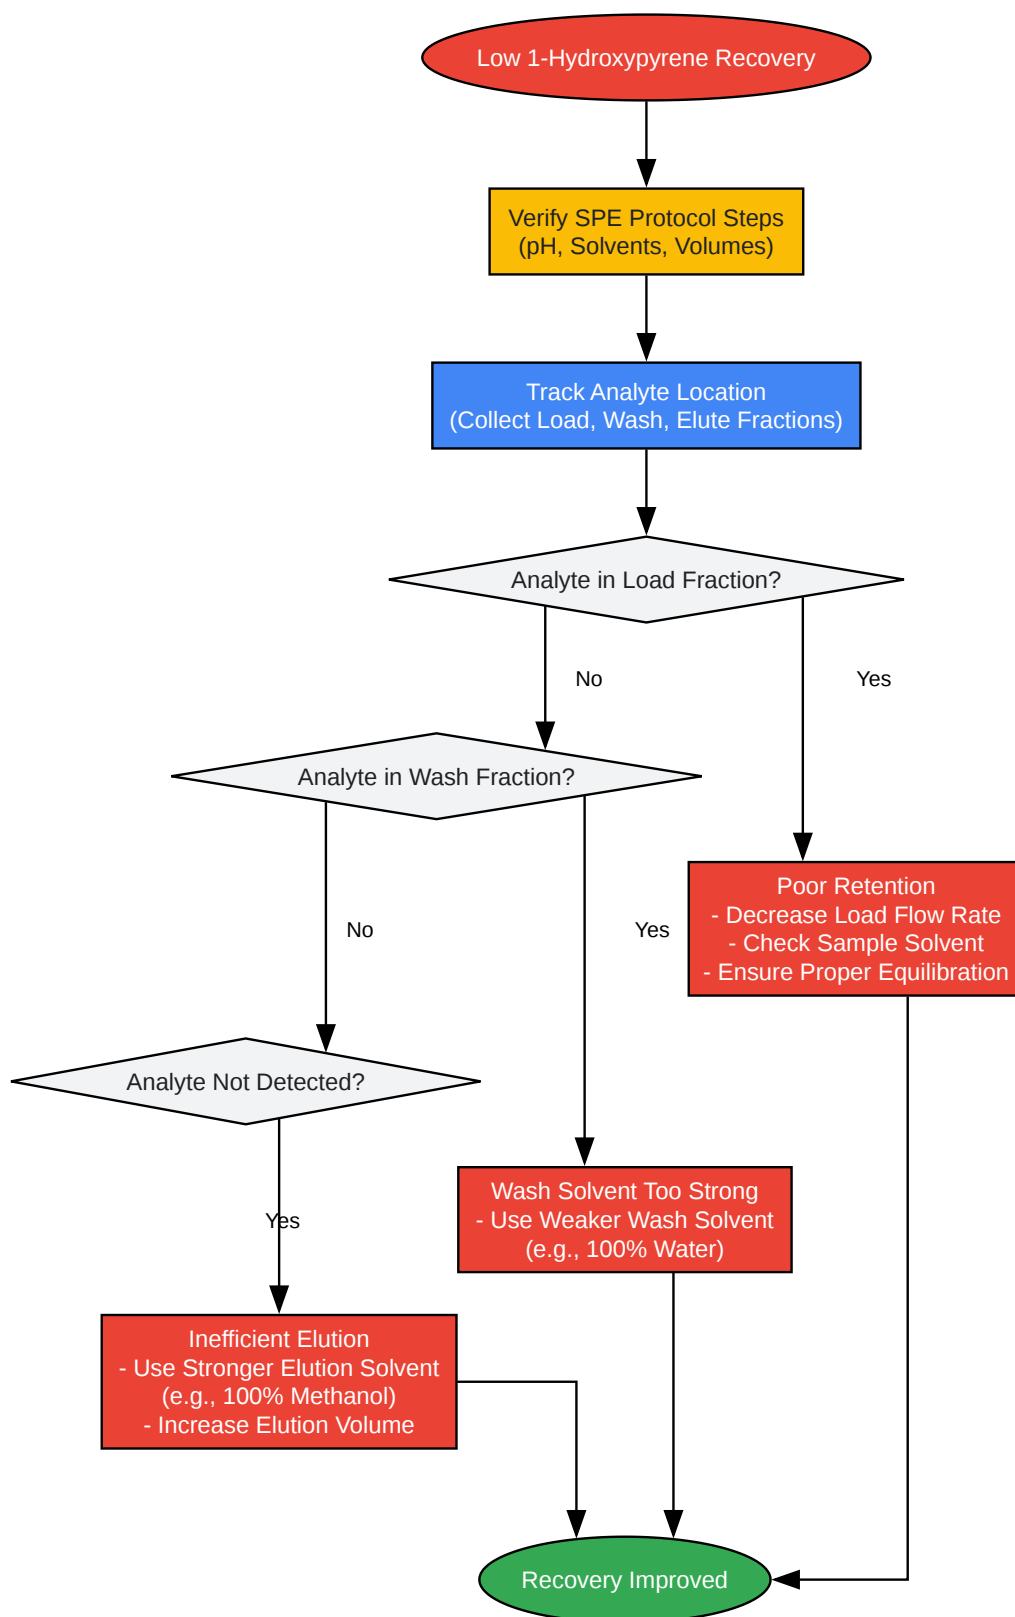 Low 1-Hydroxypyrene Recovery
Verify SPE Protocol Steps
(pH, Solvents, Volumes)
Track Analyte Location
(Collect Load, Wash, Elute Fractions)
Analyte in Load Fraction?
No
Yes
Analyte in Wash Fraction?
Poor Retention
- Decrease Load Flow Rate
- Check Sample Solvent
- Ensure Proper Equilibration
No
Yes
Analyte Not Detected?
Wash Solvent Too Strong
- Use Weaker Wash Solvent
(e.g., 100% Water)
Yes
Inefficient Elution
- Use Stronger Elution Solvent
(e.g., 100% Methanol)
- Increase Elution Volume
Recovery Improved